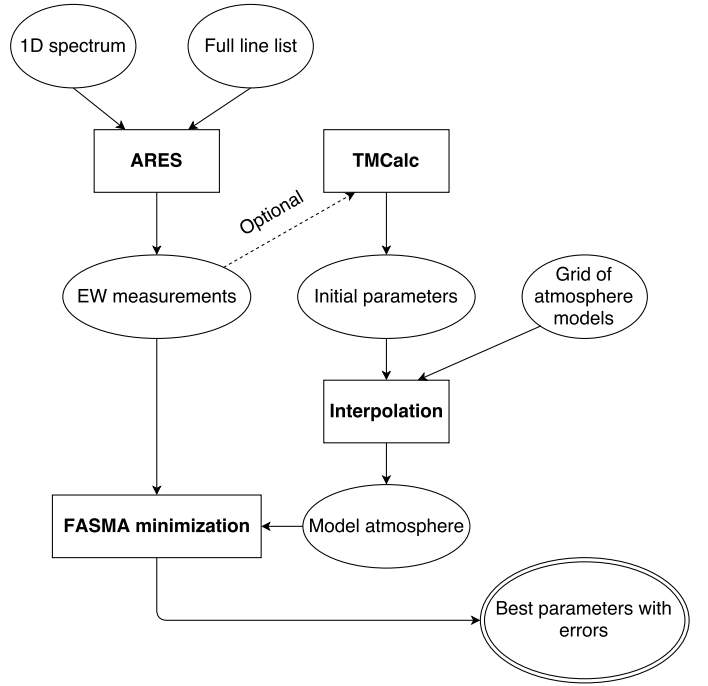 1D spectrum
Full line list
ARES
TMCalc
Optional
EW measurements
Initial parameters
Grid of
atmosphere
models
Interpolation
FASMA minimization
Model atmosphere
Best parameters with
errors